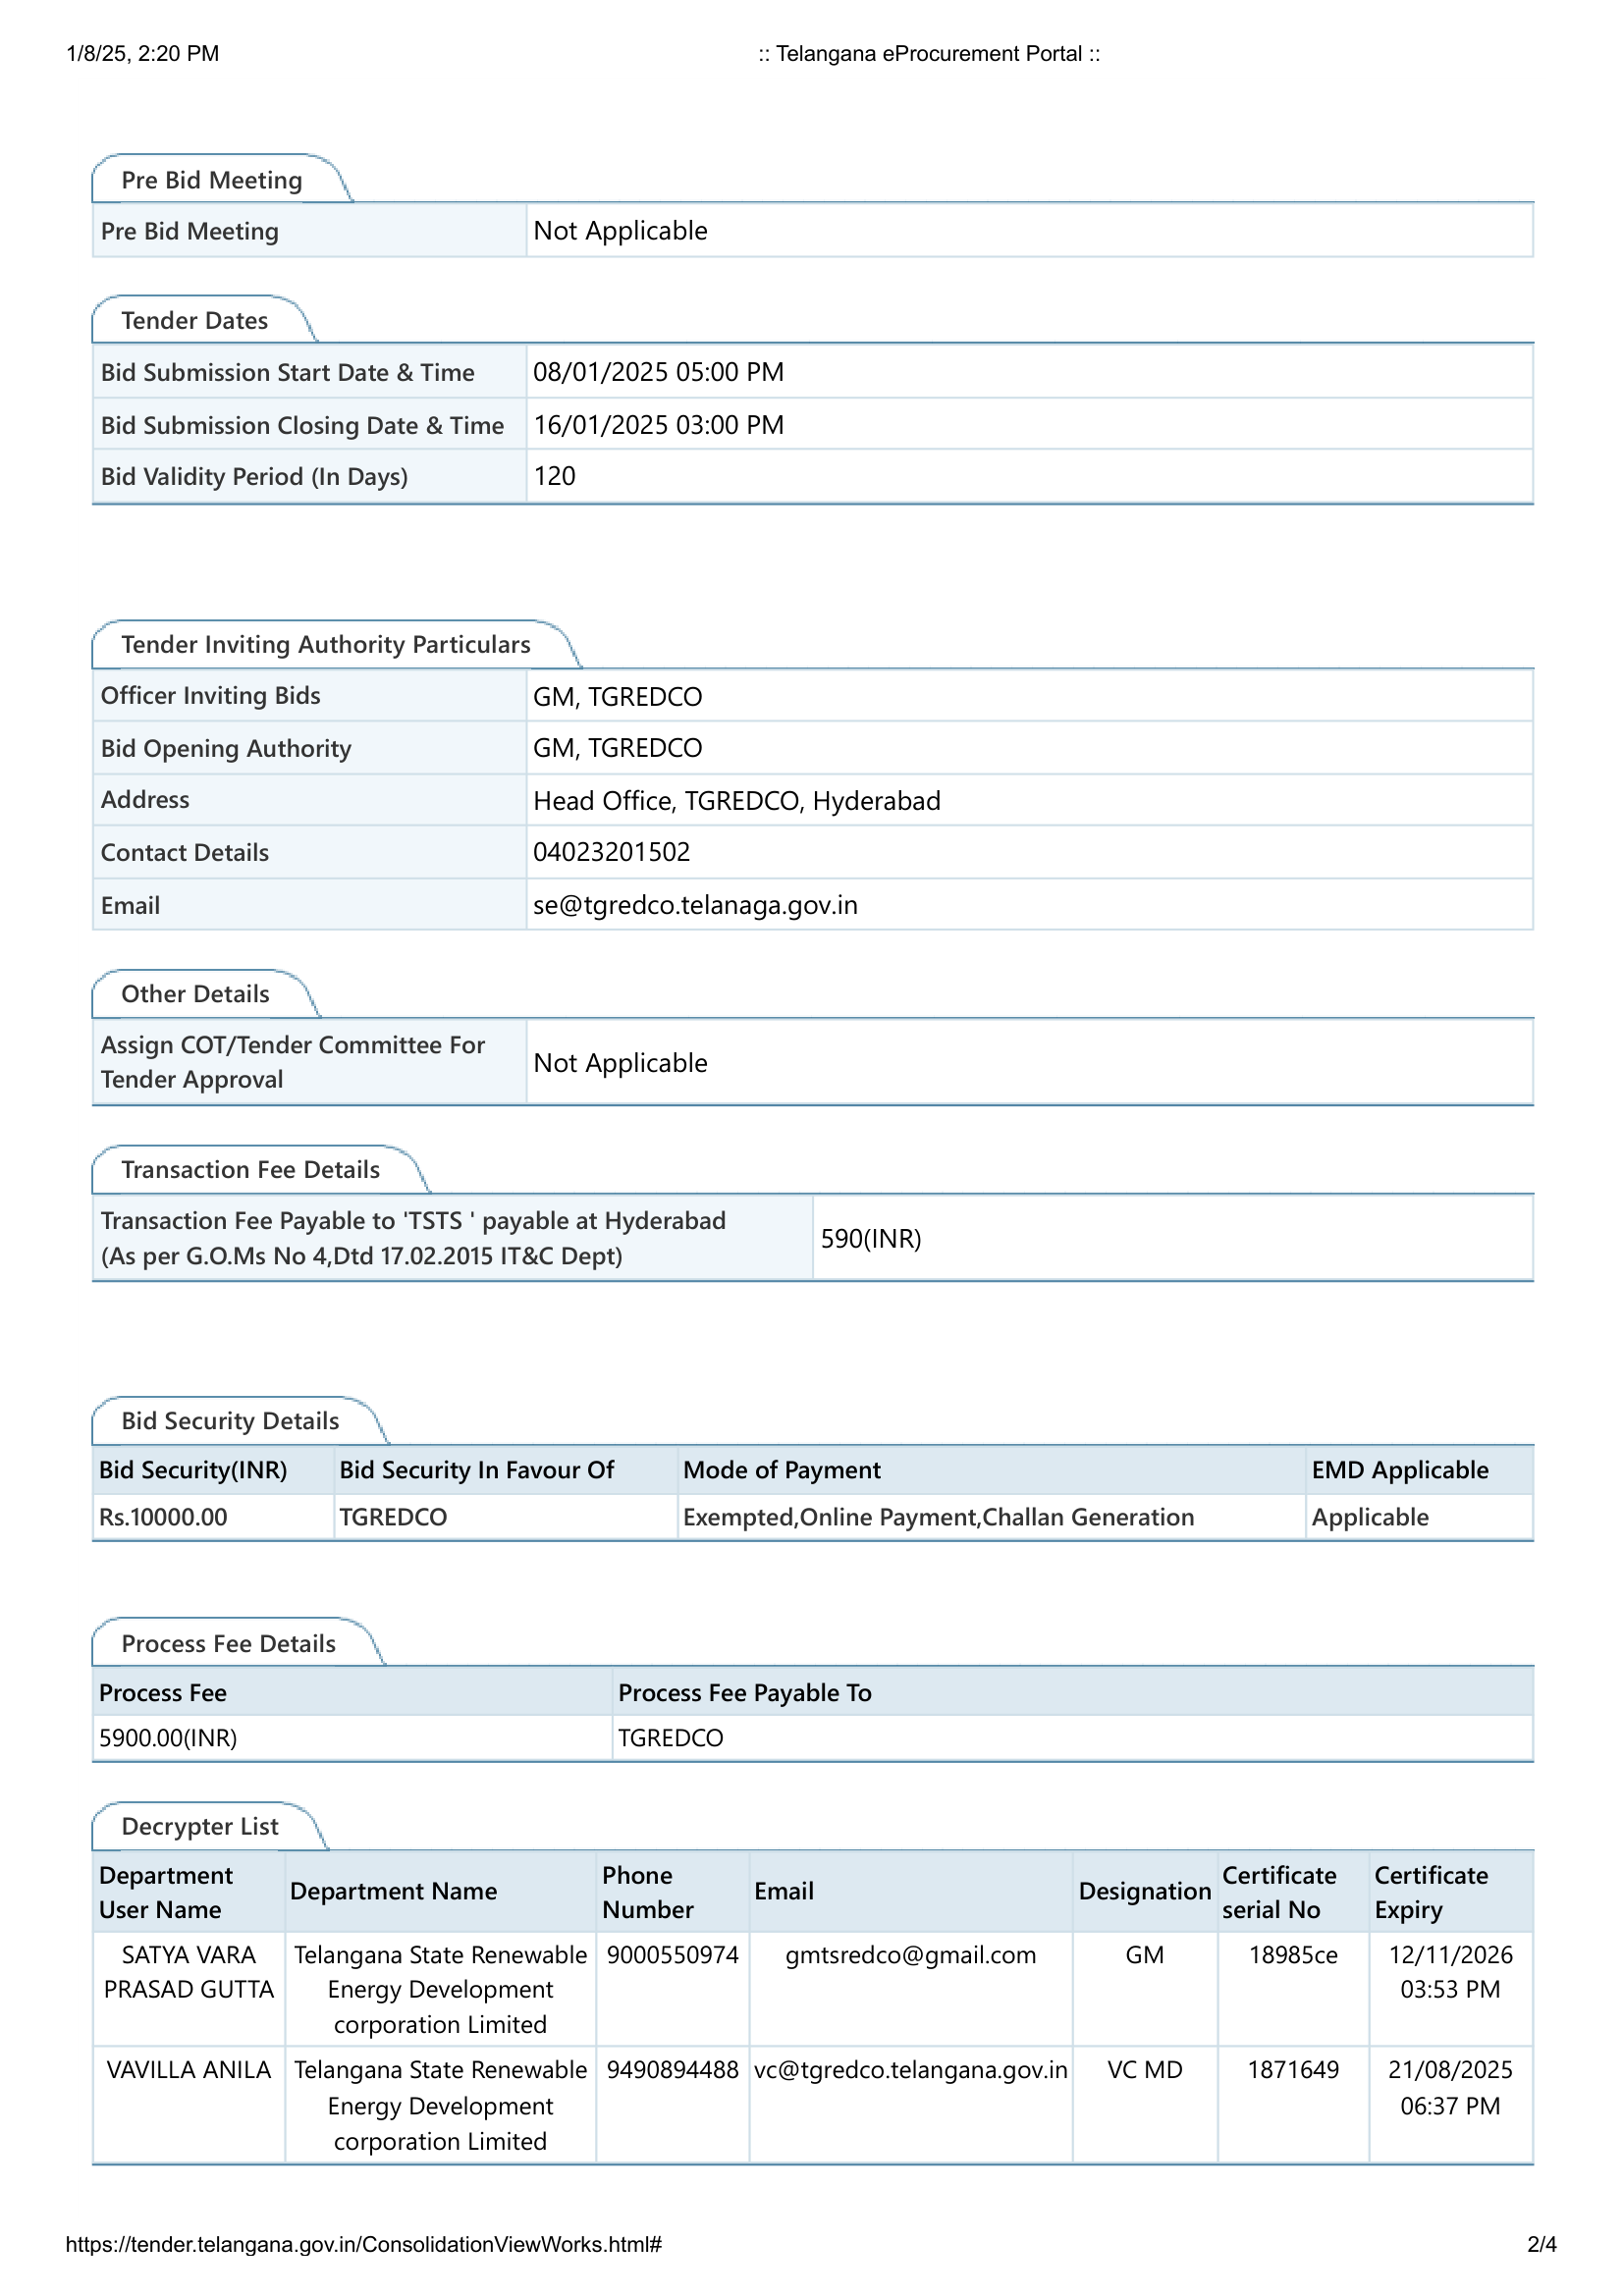 1/8/25, 2:20 PM :: Telangana eProcurement Portal ::
Pre Bid Meeting
Pre Bid Meeting Not Applicable
Tender Dates
Bid Submission Start Date & Time 08/01/2025 05:00 PM
Bid Submission Closing Date & Time 16/01/2025 03:00 PM
Bid Validity Period (In Days) 120
Tender Inviting Authority Particulars
Officer Inviting Bids GM, TGREDCO
Bid Opening Authority GM, TGREDCO
Address Head Office, TGREDCO, Hyderabad
Contact Details 04023201502
Email se@tgredco.telanaga.gov.in
Other Details
Assign COT/Tender Committee For
Tender Approval
Not Applicable
Transaction Fee Details
Transaction Fee Payable to 'TSTS ' payable at Hyderabad
(As per G.O.Ms No 4,Dtd 17.02.2015 IT&C Dept)
590(INR)
Bid Security Details
Bid Security(INR) Bid Security In Favour Of Mode of Payment EMD Applicable
Rs.10000.00 TGREDCO Exempted,Online Payment,Challan Generation Applicable
Process Fee Details
Process Fee Process Fee Payable To
5900.00(INR) TGREDCO
Decrypter List
Department
User Name
Department Name
Phone
Number
Email
Designation
Certificate
serial No
Certificate
Expiry
SATYA VARA
PRASAD GUTTA
Telangana State Renewable
Energy Development
corporation Limited
9000550974
gmtsredco@gmail.com
GM
18985ce
12/11/2026
03:53 PM
VAVILLA ANILA
Telangana State Renewable
Energy Development
corporation Limited
9490894488
vc@tgredco.telangana.gov.in
VC MD
1871649
21/08/2025
06:37 PM
https://tender.telangana.gov.in/ConsolidationViewWorks.html# 2/4